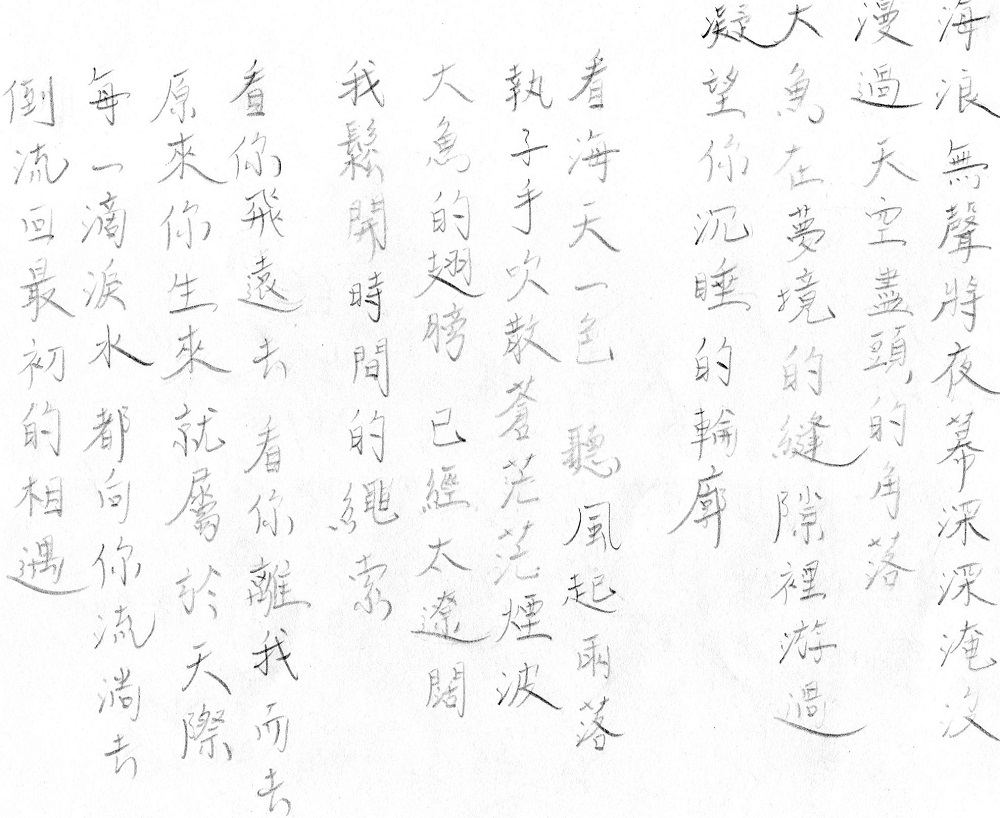 海浪無聲將夜幕深深淹沒
漫過天空盡頭的角落
大魚在夢境的縫隙裡游過
凝望你沉睡的輪廓
看海天一色 聽風起雨落
執子手吹散蒼茫茫煙波
大魚的翅膀 已經太遼闊
我鬆開時間的繩索
看你飛遠去 看你離我而去
原來你生來就屬於天際
每一滴淚水 都向你流淌去
倒流回最初的相遇